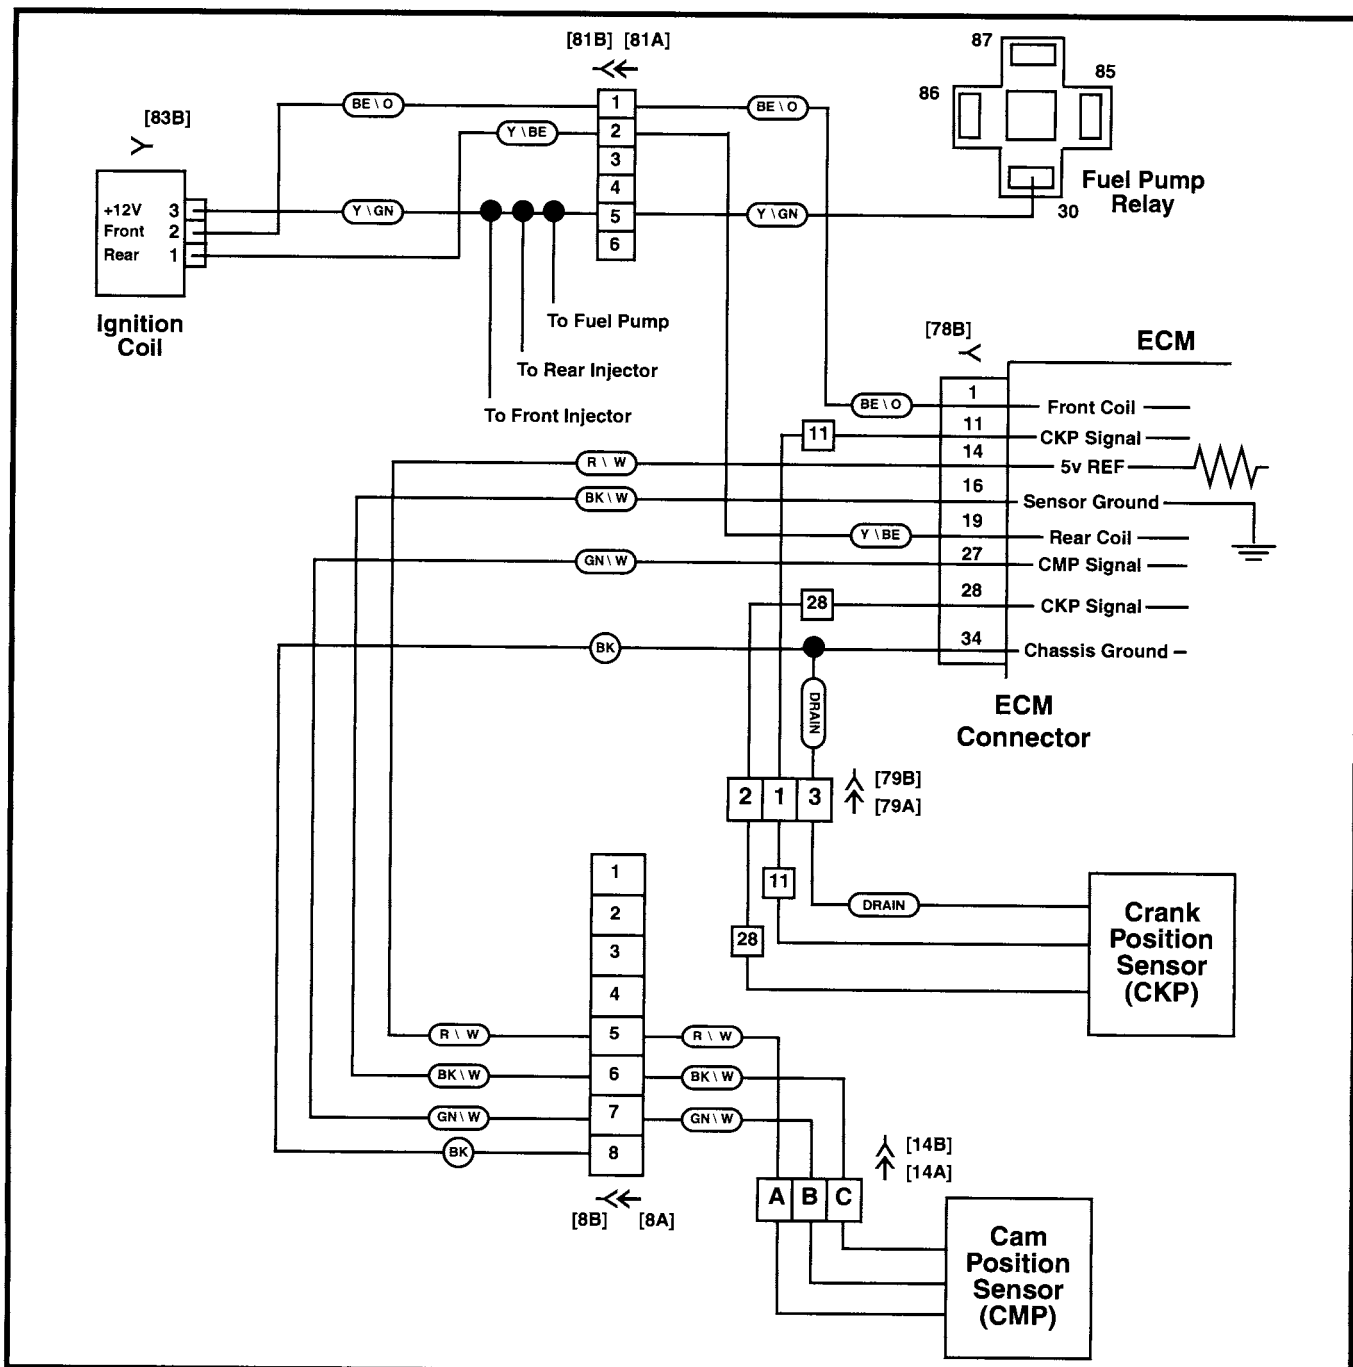 [81B] [81A]
87
85
86
30
Fuel Pump
Relay
[83B]
BE \ O
1
BE \ O
Y \ BE
2
3
4
+12V 3
Y \ GN
5
Y \ GN
Front 2
6
Rear 1
Ignition
Coil
To Fuel Pump
To Rear Injector
To Front Injector
[78B]
ECM
1
BE \ O
Front Coil
11
11
CKP Signal
14
R \ W
5v REF
16
BK \ W
Sensor Ground
19
Y \ BE
Rear Coil
27
GN \ W
CMP Signal
28
28
CKP Signal
34
BK
Chassis Ground
DRAIN
ECM
Connector
2 1 3
[79B]
[79A]
1
11
DRAIN
2
28
3
Crank
Position
Sensor
(CKP)
4
R \ W
5
R \ W
BK \ W
6
BK \ W
GN \ W
7
GN \ W
BK
8
[8B] [8A]
[14B]
[14A]
A B C
Cam
Position
Sensor
(CMP)